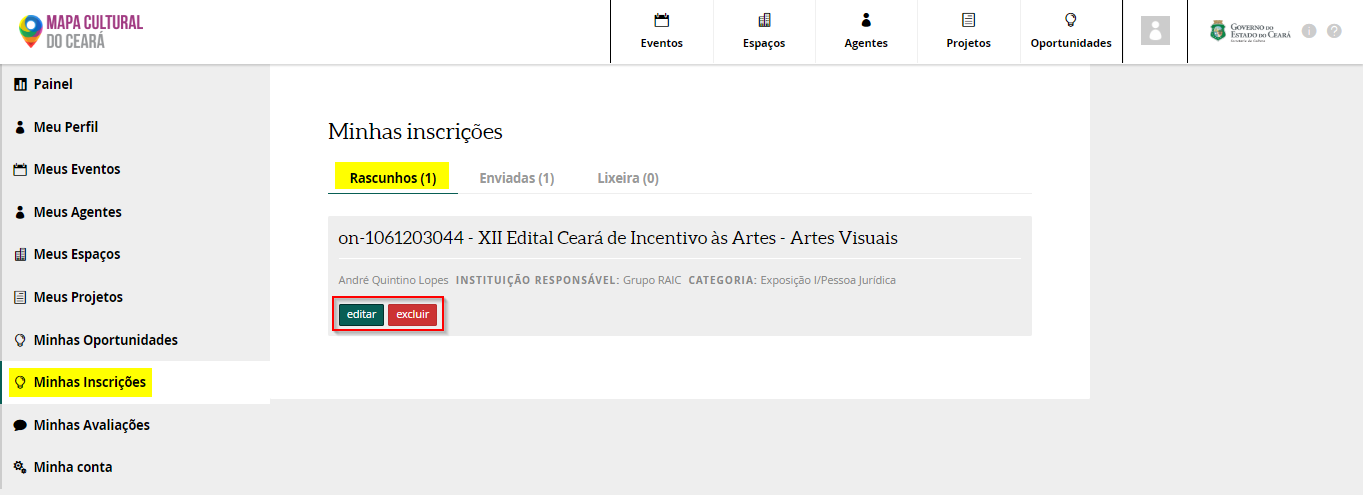 MAPA CULTURAL
DO CEARÁ
Eventos
Espaços
Agentes
Projetos
Oportunidades
GOVERNO DO
ESTADO DO CEARÁ
Secretaria da Cultura
i
?
Painel
Meu Perfil
Meus Eventos
Meus Agentes
Meus Espaços
Meus Projetos
Minhas Oportunidades
Minhas Inscrições
Minhas Avaliações
Minha conta
Minhas inscrições
Rascunhos (1) Enviadas (1) Lixeira (0)
on-1061203044 - XII Edital Ceará de Incentivo às Artes - Artes Visuais
André Quintino Lopes INSTITUIÇÃO RESPONSÁVEL: Grupo RAIC CATEGORIA: Exposição I/Pessoa Jurídica
editar excluir